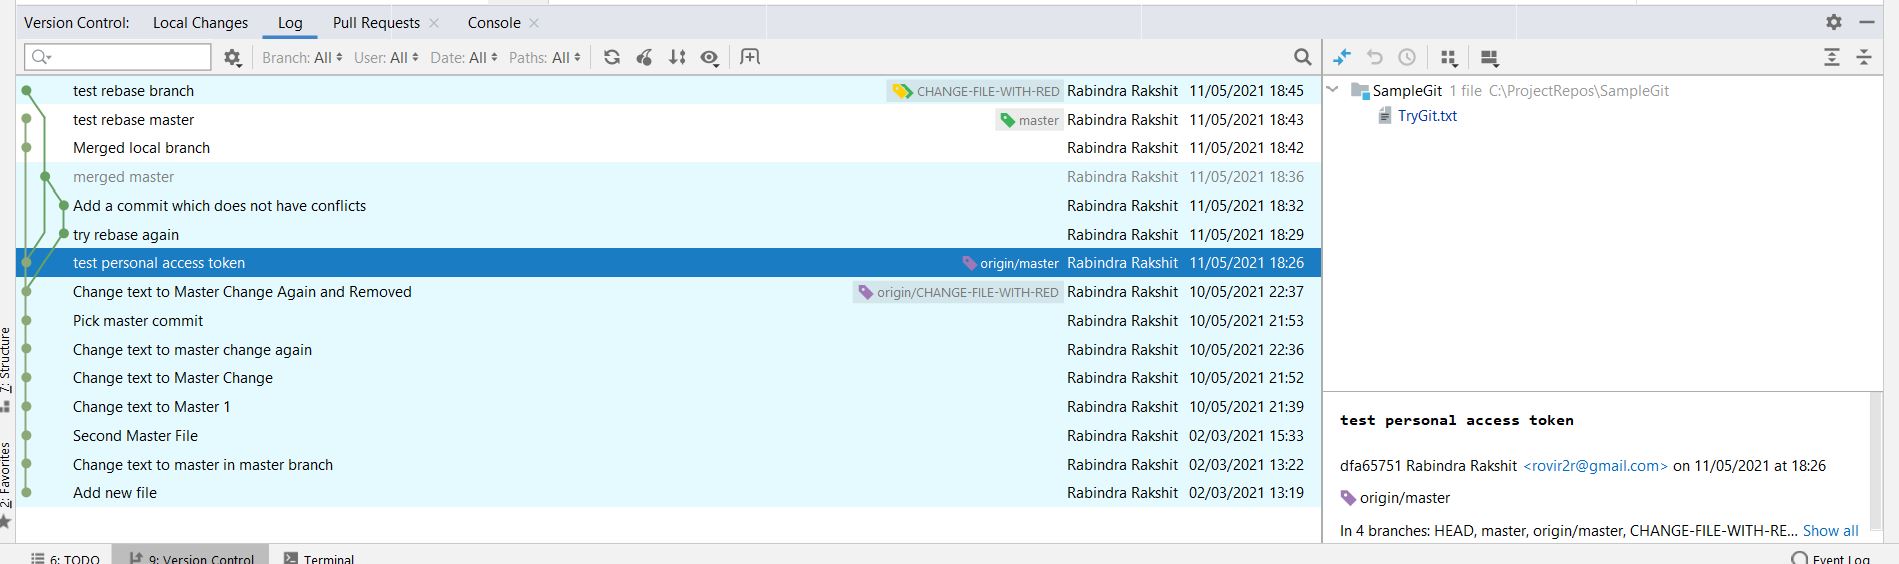 Version Control: Local Changes Log Pull Requests Console
Branch: All User: All Date: All Paths: All
test rebase branch CHANGE-FILE-WITH-RED Rabindra Rakshit 11/05/2021 18:45
test rebase master master Rabindra Rakshit 11/05/2021 18:43
Merged local branch Rabindra Rakshit 11/05/2021 18:42
merged master Rabindra Rakshit 11/05/2021 18:36
Add a commit which does not have conflicts Rabindra Rakshit 11/05/2021 18:32
try rebase again Rabindra Rakshit 11/05/2021 18:29
test personal access token origin/master Rabindra Rakshit 11/05/2021 18:26
Change text to Master Change Again and Removed origin/CHANGE-FILE-WITH-RED Rabindra Rakshit 10/05/2021 22:37
Pick master commit Rabindra Rakshit 10/05/2021 21:53
Change text to master change again Rabindra Rakshit 10/05/2021 22:36
Change text to Master Change Rabindra Rakshit 10/05/2021 21:52
Change text to Master 1 Rabindra Rakshit 10/05/2021 21:39
Second Master File Rabindra Rakshit 02/03/2021 15:33
Change text to master in master branch Rabindra Rakshit 02/03/2021 13:22
Add new file Rabindra Rakshit 02/03/2021 13:19
SampleGit 1 file C:\ProjectRepos\SampleGit
TryGit.txt
test personal access token
dfa65751 Rabindra Rakshit <rovir2r@gmail.com> on 11/05/2021 at 18:26
origin/master
In 4 branches: HEAD, master, origin/master, CHANGE-FILE-WITH-RE... Show all
7: Structure
2: Favorites
6: TODO 9: Version Control Terminal Event Log